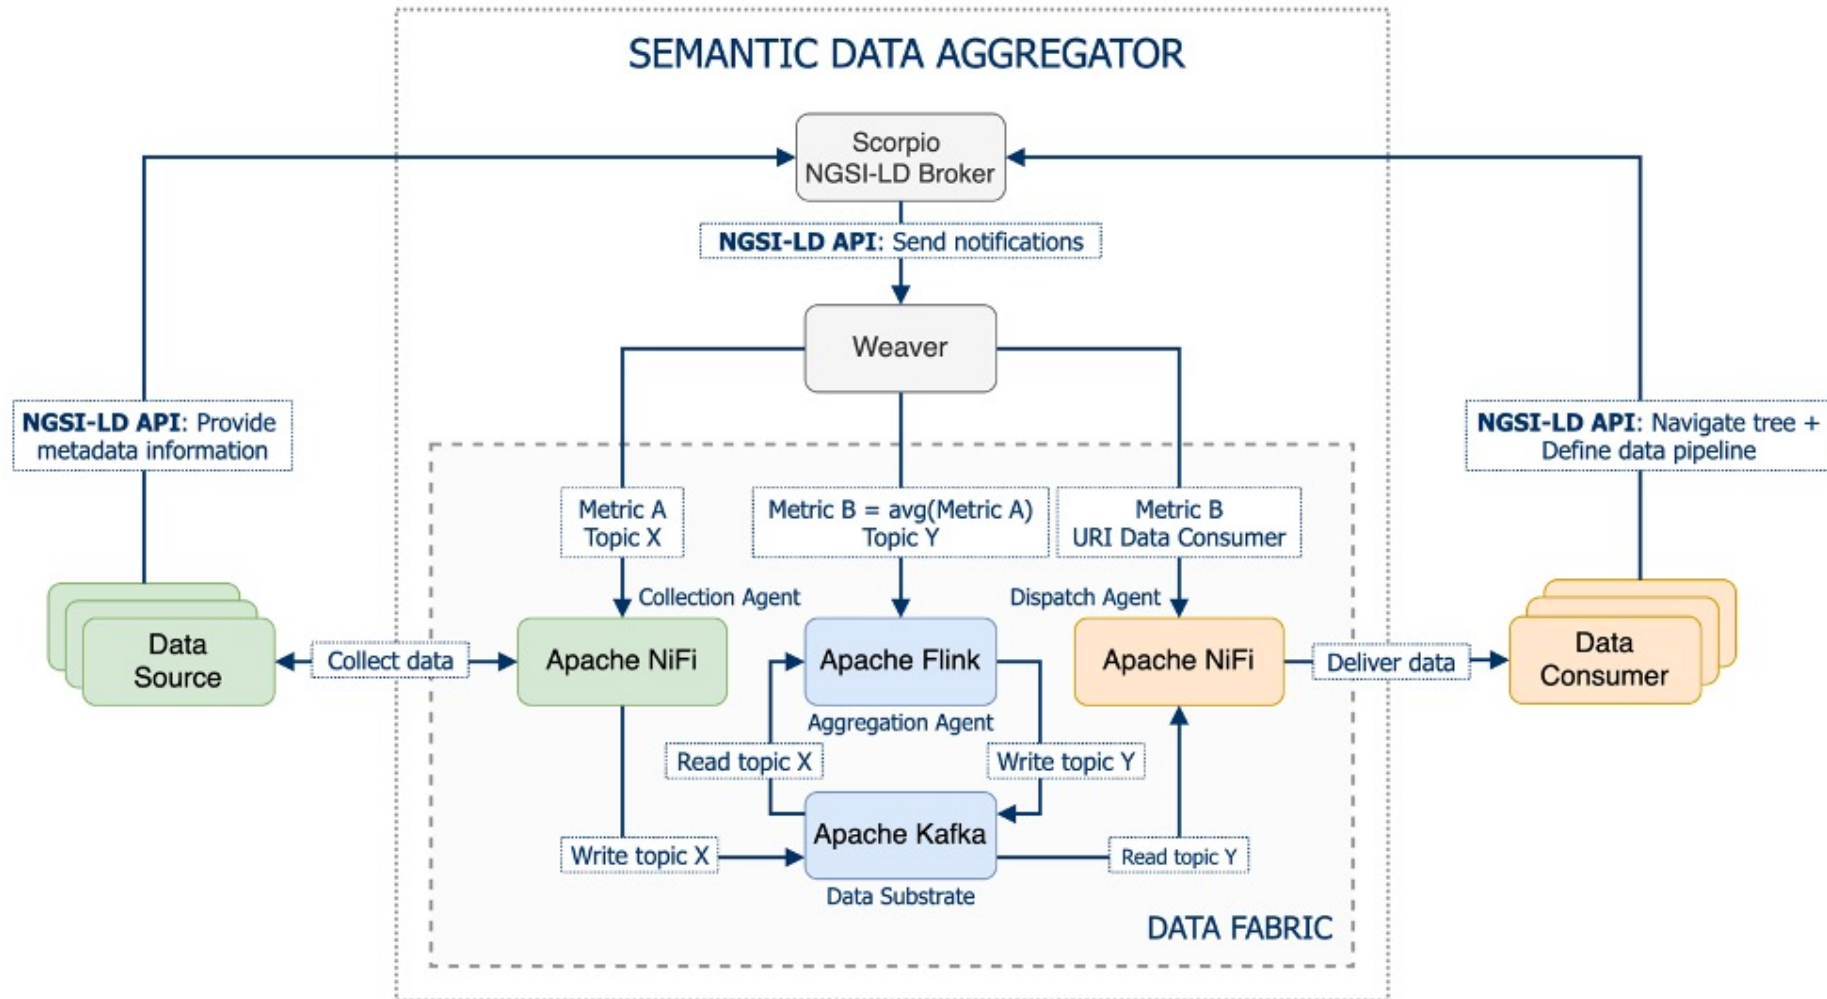 SEMANTIC DATA AGGREGATOR
Scorpio
NGSI-LD Broker
NGSI-LD API: Send notifications
Weaver
NGSI-LD API: Provide
metadata information
NGSI-LD API: Navigate tree +
Define data pipeline
Metric A
Topic X
Metric B = avg(Metric A)
Topic Y
Metric B
URI Data Consumer
Collection Agent
Dispatch Agent
Data
Source
Collect data
Apache NiFi
Apache Flink
Apache NiFi
Deliver data
Data
Consumer
Aggregation Agent
Read topic X
Write topic Y
Apache Kafka
Write topic X
Read topic Y
Data Substrate
DATA FABRIC